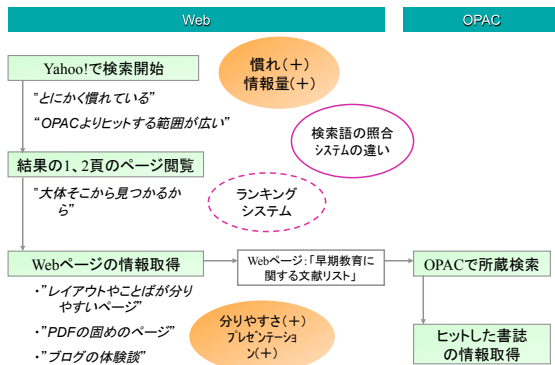 Web
OPAC
Yahoo!で検索開始
慣れ(+)
情報量(+)
"とにかく慣れている"
“OPACよりヒットする範囲が広い”
検索語の照合
システムの違い
結果の1、2頁のページ閲覧
"大体そこから見つかるか
ら”
ランキング
システム
Webページの情報取得
Webページ:「早期教育に
関する文献リスト」
OPACで所蔵検索
・”レイアウトやことばが分り
やすいページ”
・”PDFの固めのページ”
・”ブログの体験談”
分りやすさ(+)
プレゼンテーショ
ン(+)
ヒットした書誌
の情報取得